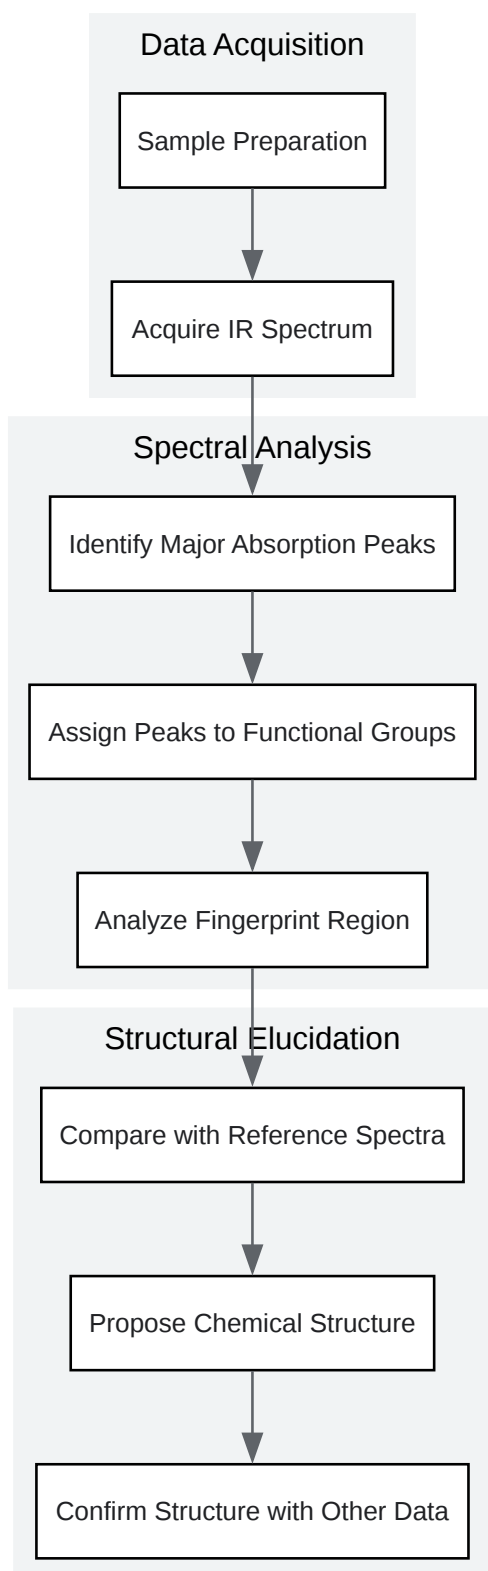 Data Acquisition
Sample Preparation
Acquire IR Spectrum
Spectral Analysis
Identify Major Absorption Peaks
Assign Peaks to Functional Groups
Analyze Fingerprint Region
Structural Elucidation
Compare with Reference Spectra
Propose Chemical Structure
Confirm Structure with Other Data